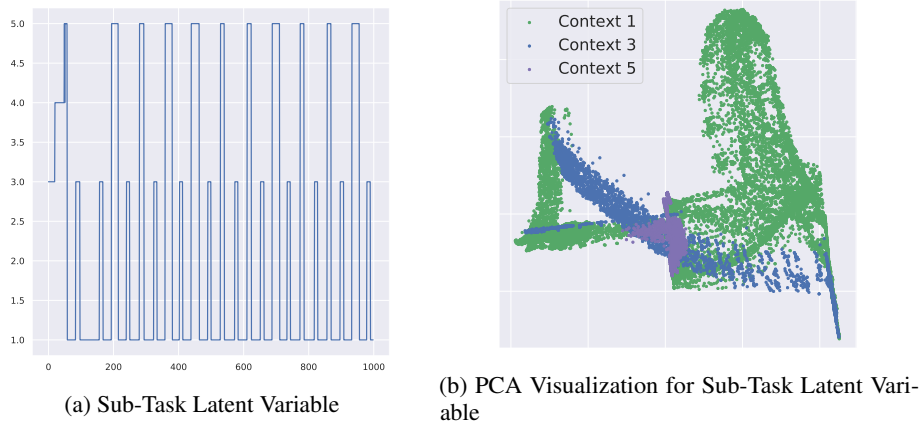 5.0
4.5
4.0
3.5
3.0
2.5
2.0
1.5
1.0
0
200
400
600
800
1000
(a) Sub-Task Latent Variable
Context 1
Context 3
Context 5
(b) PCA Visualization for Sub-Task Latent Vari-
able